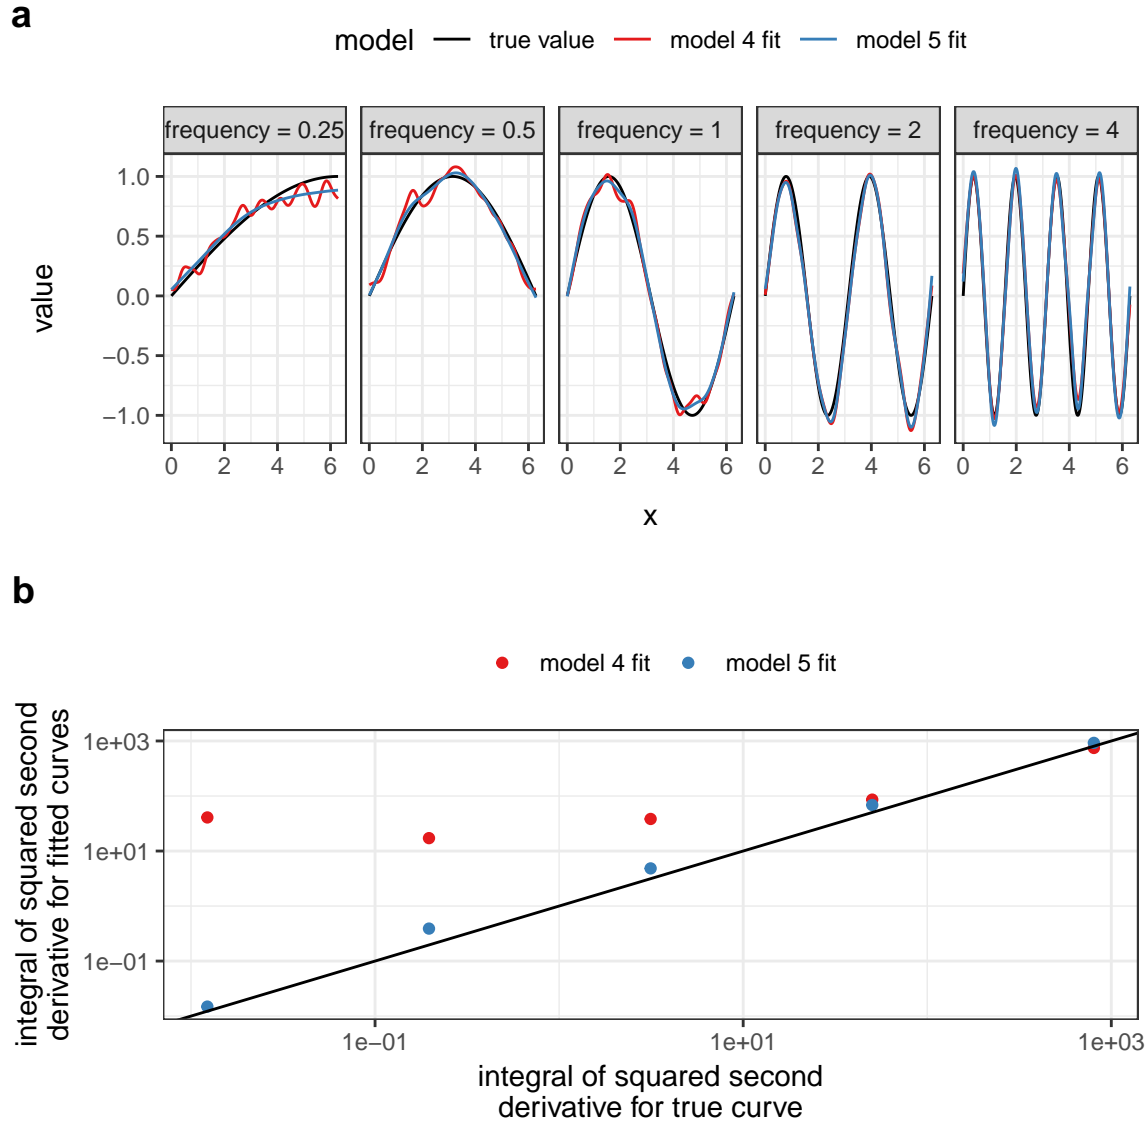 a
model true value model 4 fit model 5 fit
frequency = 0.25 frequency = 0.5 frequency = 1 frequency = 2 frequency = 4
1.0
0.5
0.0
−0.5
−1.0
value
0 2 4 6 0 2 4 6 0 2 4 6 0 2 4 6 0 2 4 6
x
b
model 4 fit model 5 fit
1e+03
1e+01
1e−01
integral of squared second
derivative for fitted curves
1e−01 1e+01 1e+03
integral of squared second
derivative for true curve